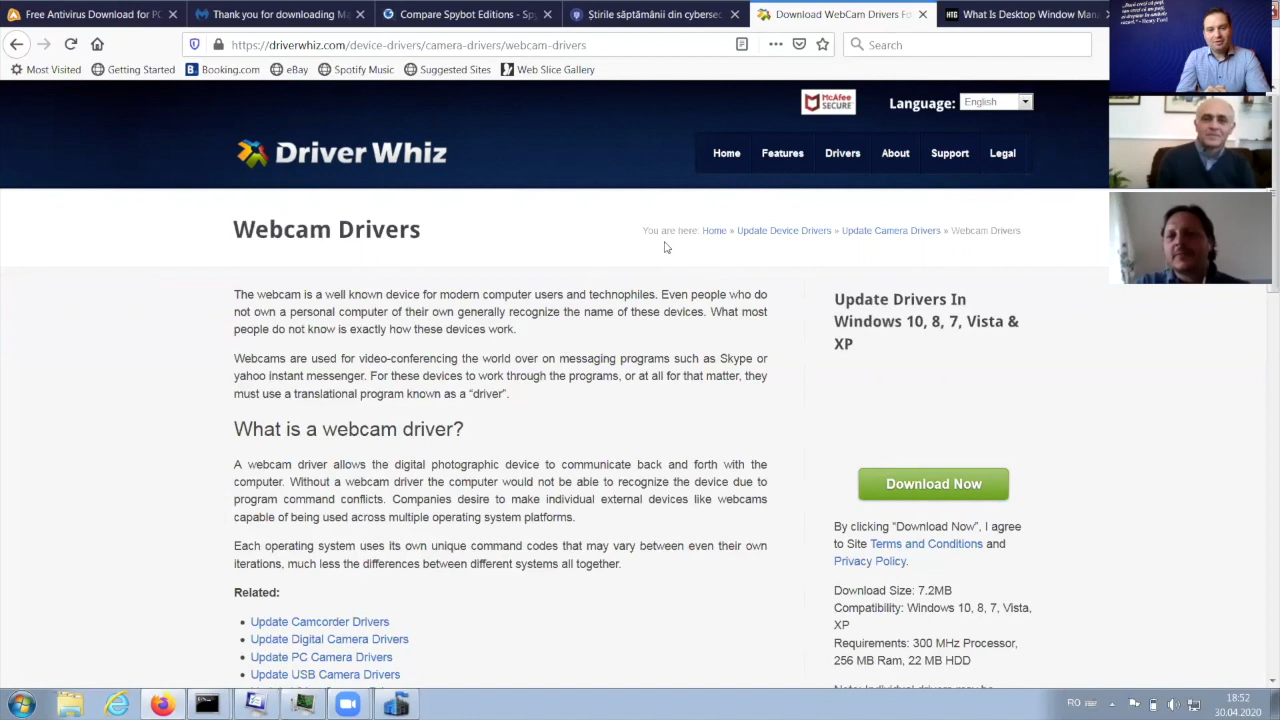 Free Antivirus Download for PC
Thank you for downloading M
Compare Spybot Editions - Sp
Știrile săptămânii din cybersec
Download WebCam Drivers Fo
HTG What Is Desktop Window Mana
https://driverwhiz.com/device-drivers/camera-drivers/webcam-drivers
Search
Most Visited Getting Started Booking.com eBay Spotify Music Suggested Sites Web Slice Gallery
McAfee SECURE
Language: English
Driver Whiz
Home Features Drivers About Support Legal
Webcam Drivers
You are here: Home » Update Device Drivers » Update Camera Drivers » Webcam Drivers
The webcam is a well known device for modern computer users and technophiles. Even people who do
not own a personal computer of their own generally recognize the name of these devices. What most
people do not know is exactly how these devices work.
Webcams are used for video-conferencing the world over on messaging programs such as Skype or
yahoo instant messenger. For these devices to work through the programs, or at all for that matter, they
must use a translational program known as a “driver”.
What is a webcam driver?
A webcam driver allows the digital photographic device to communicate back and forth with the
computer. Without a webcam driver the computer would not be able to recognize the device due to
program command conflicts. Companies desire to make individual external devices like webcams
capable of being used across multiple operating system platforms.
Each operating system uses its own unique command codes that may vary between even their own
iterations, much less the differences between different systems all together.
Related:
• Update Camcorder Drivers
• Update Digital Camera Drivers
• Update PC Camera Drivers
• Update USB Camera Drivers
Update Drivers In
Windows 10, 8, 7, Vista &
XP
Download Now
By clicking “Download Now”, I agree
to Site Terms and Conditions and
Privacy Policy.
Download Size: 7.2MB
Compatibility: Windows 10, 8, 7, Vista,
XP
Requirements: 300 MHz Processor,
256 MB Ram, 22 MB HDD
- Henry Ford
RO
18:52
30.04.2020